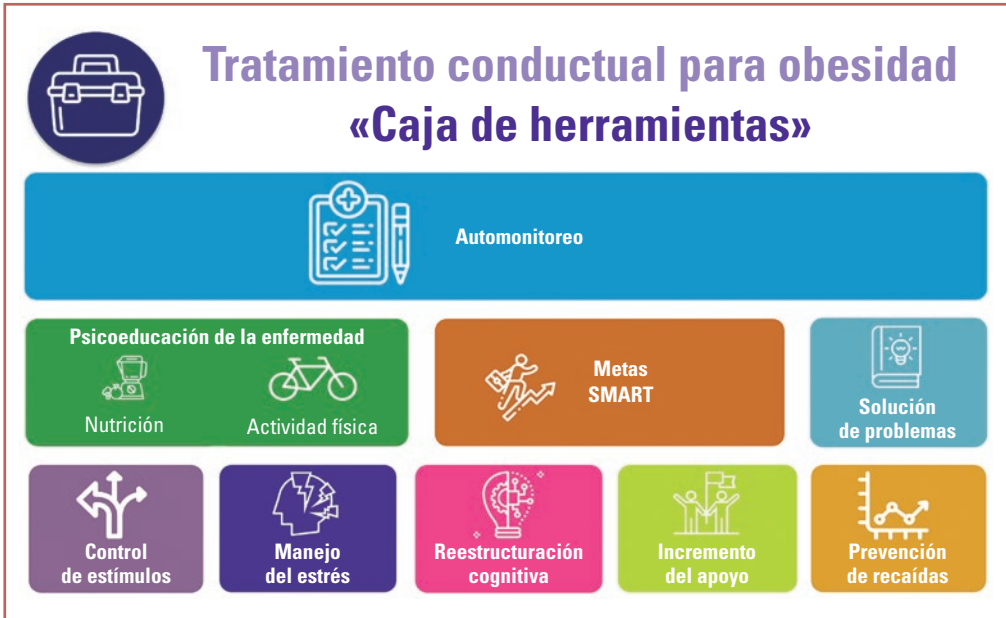 Tratamiento conductual para obesidad
«Caja de herramientas»
Automonitoreo
Psicoeducación de la enfermedad
Nutrición
Actividad física
Metas
SMART
Solución
de problemas
Control
de estímulos
Manejo
del estrés
Reestructuración
cognitiva
Incremento
del apoyo
Prevención
de recaídas